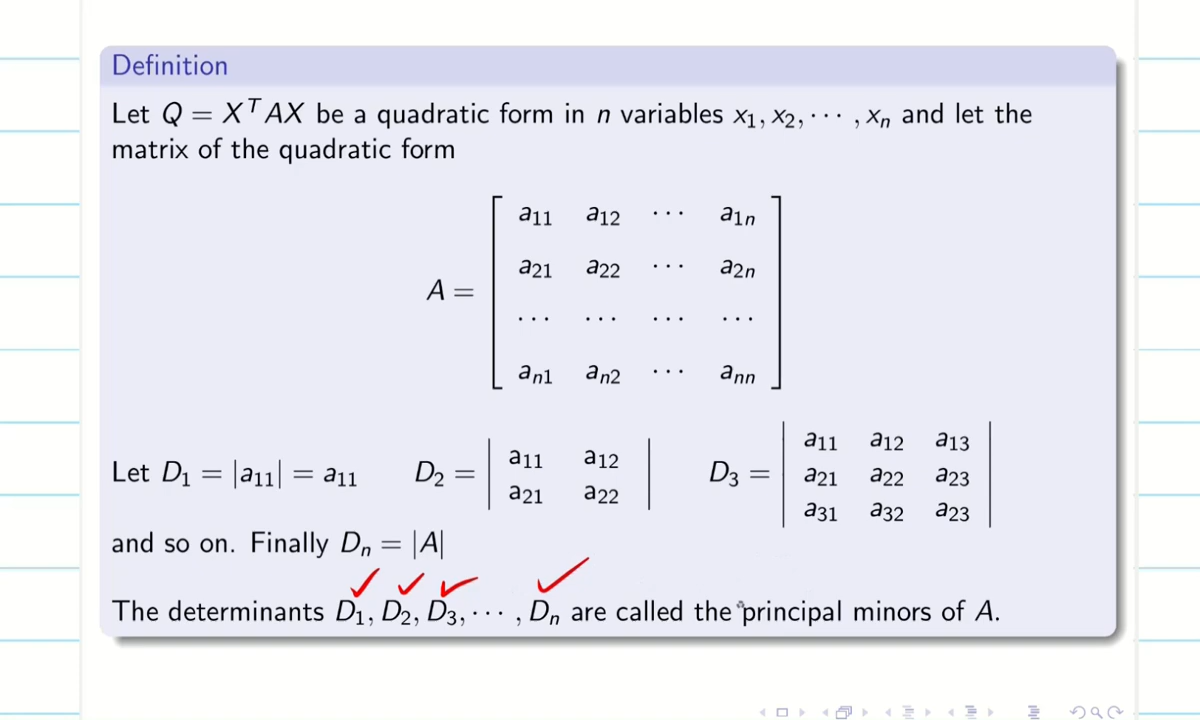 Definition
Let Q = XᵀAX be a quadratic form in n variables x₁, x₂, ··· , xₙ and let the
matrix of the quadratic form
A = [ a₁₁ a₁₂ ··· a₁ₙ
a₂₁ a₂₂ ··· a₂ₙ
··· ··· ··· ···
aₙ₁ aₙ₂ ··· aₙₙ ]
Let D₁ = |a₁₁| = a₁₁ D₂ = | a₁₁ a₁₂ | D₃ = | a₁₁ a₁₂ a₁₃ |
| a₂₁ a₂₂ | | a₂₁ a₂₂ a₂₃ |
| a₃₁ a₃₂ a₂₃ |
and so on. Finally Dₙ = |A|
The determinants D₁, D₂, D₃, ··· , Dₙ are called the principal minors of A.